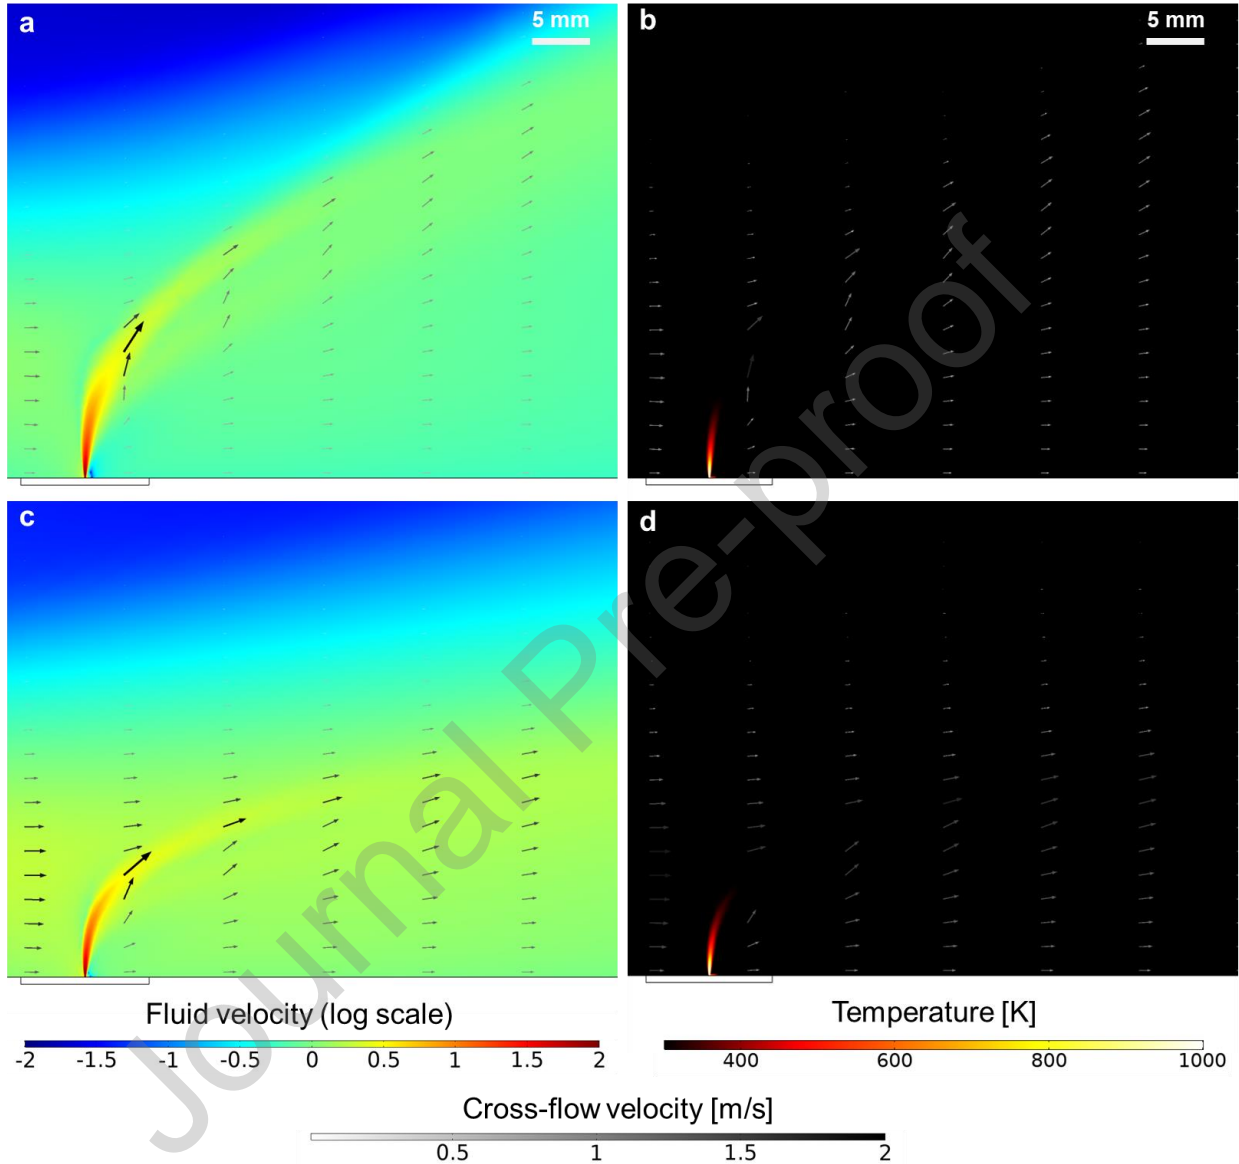 a
5 mm
b
5 mm
c
d
Journal Pre-proof
Fluid velocity (log scale)
-2 -1.5 -1 -0.5 0 0.5 1 1.5 2
Temperature [K]
400 600 800 1000
Cross-flow velocity [m/s]
0.5 1 1.5 2